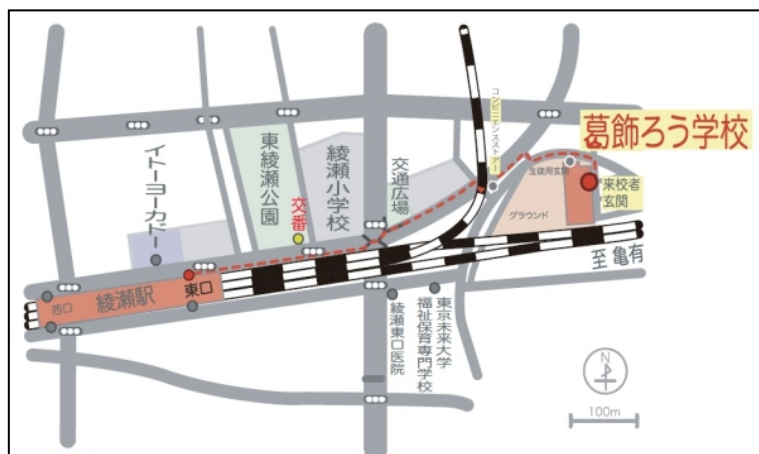 イトーヨーカドー
東綾瀬公園
交番
綾瀬小学校
交通広場
コンビニエンスストアー
葛飾ろう学校
生徒用玄関
来校者
玄関
グラウンド
至 亀有
西口
綾瀬駅
東口
綾瀬東口医院
東京未来大学
福祉保育専門学校
N
100m